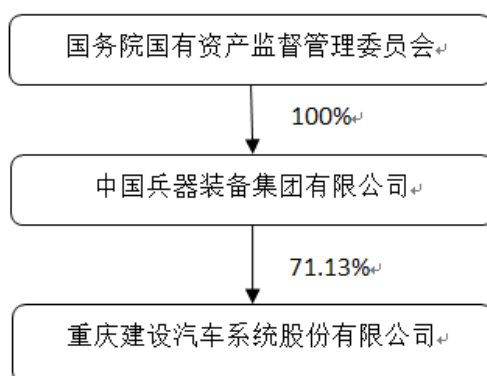 国务院国有资产监督管理委员会
100%
中国兵器装备集团有限公司
71.13%
重庆建设汽车系统股份有限公司